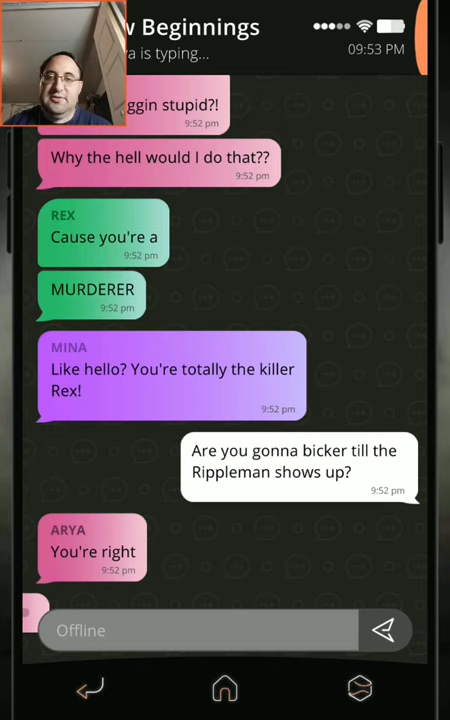 Beginnings
is typing...
09:53 PM
stupid?!
9:52 pm
Why the hell would I do that??
9:52 pm
REX
Cause you're a
9:52 pm
MURDERER
9:52 pm
MINA
Like hello? You're totally the killer
Rex!
9:52 pm
Are you gonna bicker till the
Rippleman shows up?
9:52 pm
ARYA
You're right
9:52 pm
Offline